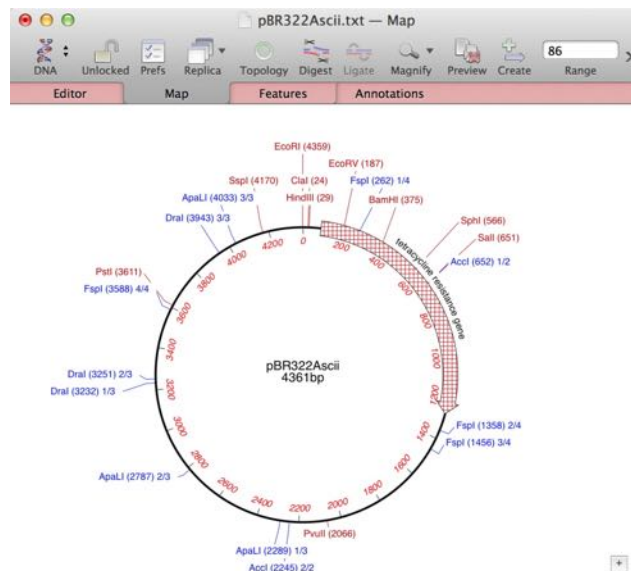 pBR322Ascii.txt — Map
86
DNA Unlocked Prefs Replica Topology Digest Ligate Magnify Preview Create Range
Editor Map Features Annotations
EcoRI (4359)
EcoRV (187)
SspI (4170) ClaI (24) FspI (262) 1/4
ApaLI (4033) 3/3 HindIII (29) BamHI (375)
DraI (3943) 3/3
SphI (566)
SalI (651)
AccI (652) 1/2
tetracycline resistance gene
PstI (3611)
FspI (3588) 4/4
DraI (3251) 2/3
DraI (3232) 1/3
pBR322Ascii
4361bp
FspI (1358) 2/4
FspI (1456) 3/4
ApaLI (2787) 2/3
PvuII (2066)
ApaLI (2289) 1/3
AccI (2245) 2/2
0
200
400
600
800
1000
1200
1400
1600
1800
2000
2200
2400
2600
2800
3000
3200
3400
3600
3800
4000
4200